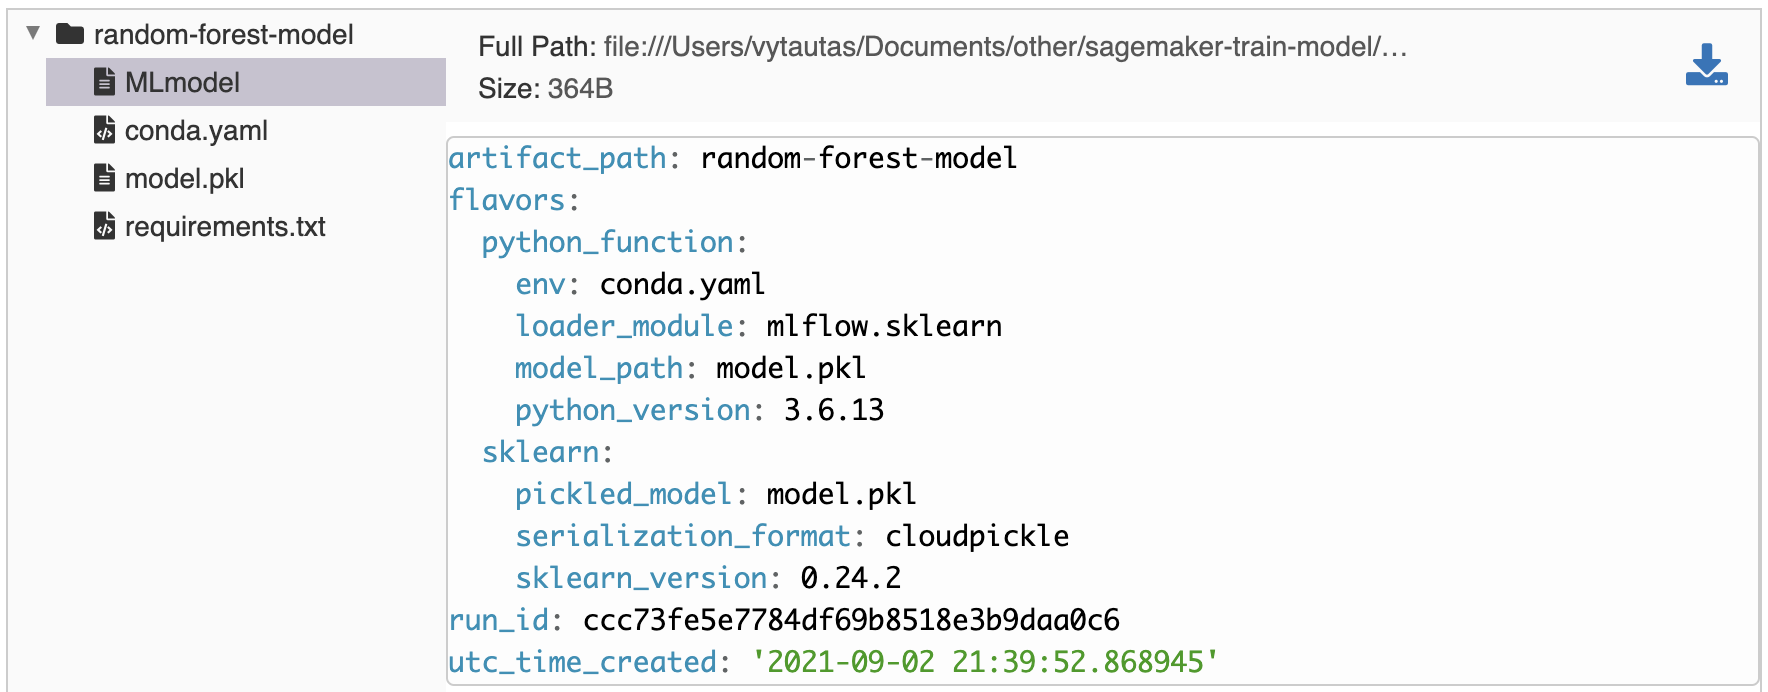 random-forest-model
MLmodel
conda.yaml
model.pkl
requirements.txt
Full Path: file:///Users/vytautas/Documents/other/sagemaker-train-model/…
Size: 364B
artifact_path: random-forest-model
flavors:
  python_function:
    env: conda.yaml
    loader_module: mlflow.sklearn
    model_path: model.pkl
    python_version: 3.6.13
  sklearn:
    pickled_model: model.pkl
    serialization_format: cloudpickle
    sklearn_version: 0.24.2
run_id: ccc73fe5e7784df69b8518e3b9daa0c6
utc_time_created: '2021-09-02 21:39:52.868945'